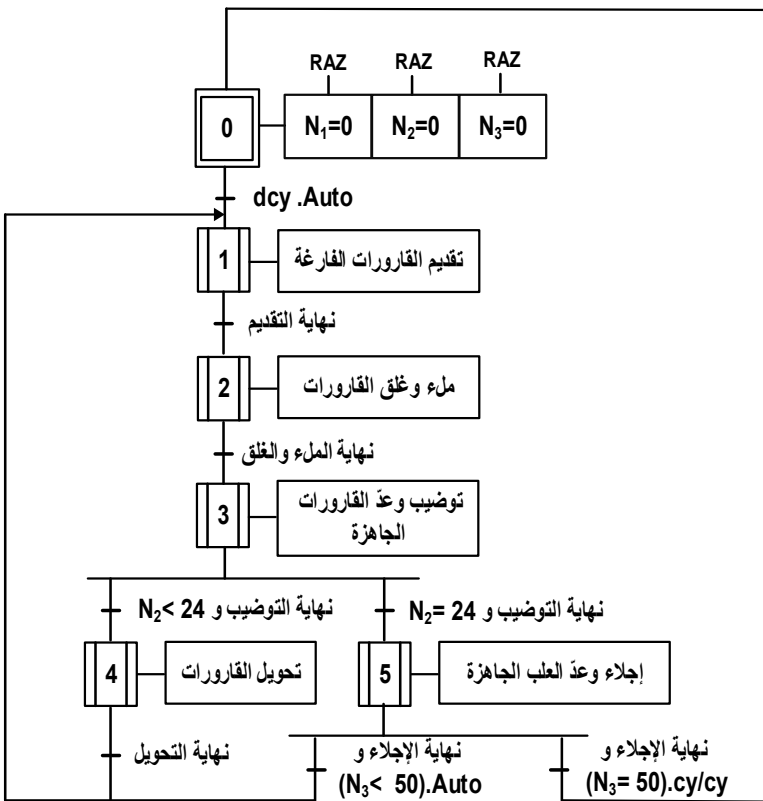 RAZ RAZ RAZ
0 N₁=0 N₂=0 N₃=0
dcy .Auto
1 تقديم القارورات الفارغة
نهاية التقديم
2 ملء وغلق القارورات
نهاية الملء والغلق
3 توضيب وعدّ القارورات
الجاهزة
نهاية التوضيب و N₂< 24
نهاية التوضيب و N₂= 24
4 تحويل القارورات
5 إجلاء وعدّ العلب الجاهزة
نهاية التحويل
نهاية الإجلاء و
(N₃< 50).Auto
نهاية الإجلاء و
(N₃= 50).cy/cy